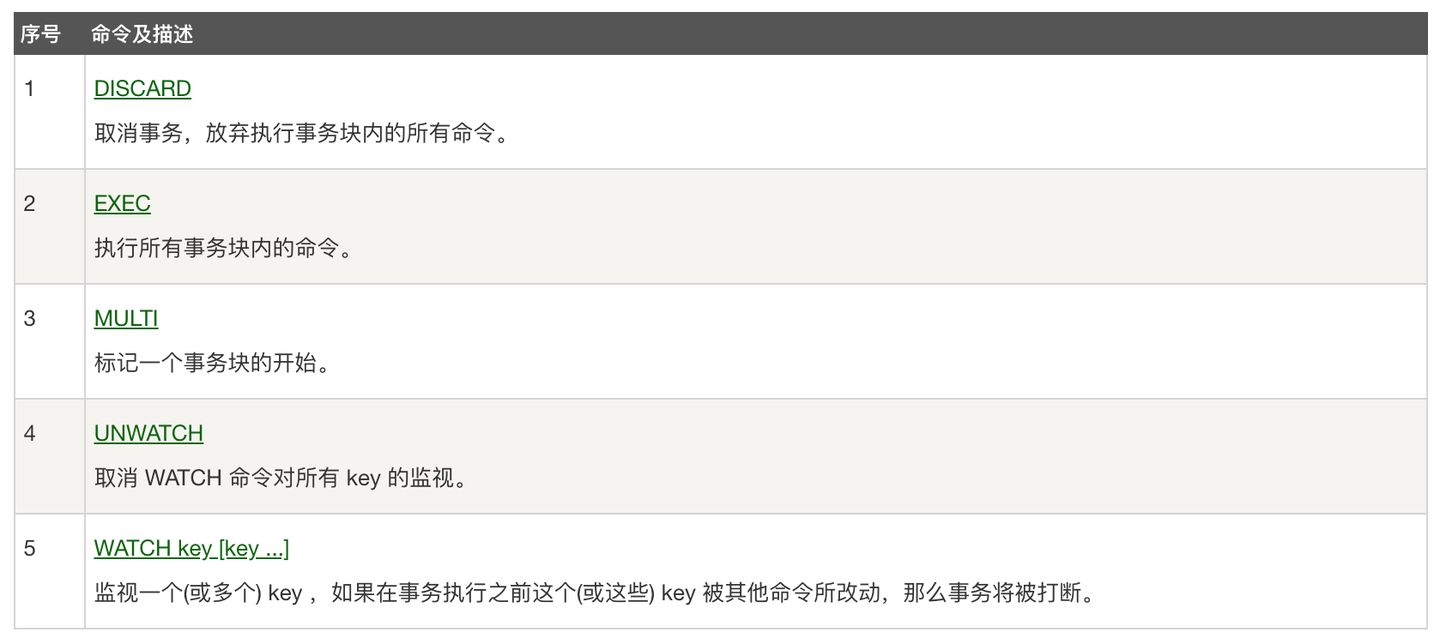 序号 命令及描述
1 DISCARD
取消事务，放弃执行事务块内的所有命令。
2 EXEC
执行所有事务块内的命令。
3 MULTI
标记一个事务块的开始。
4 UNWATCH
取消 WATCH 命令对所有 key 的监视。
5 WATCH key [key ...]
监视一个(或多个) key ，如果在事务执行之前这个(或这些) key 被其他命令所改动，那么事务将被打断。